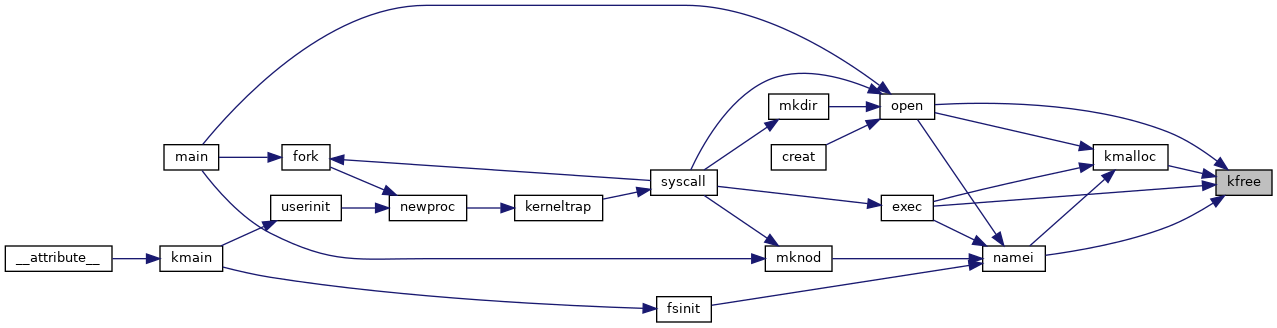 main
fork
userinit
newproc
kerneltrap
__attribute__
kmain
syscall
mkdir
creat
open
exec
mknod
fsinit
kmalloc
namei
kfree